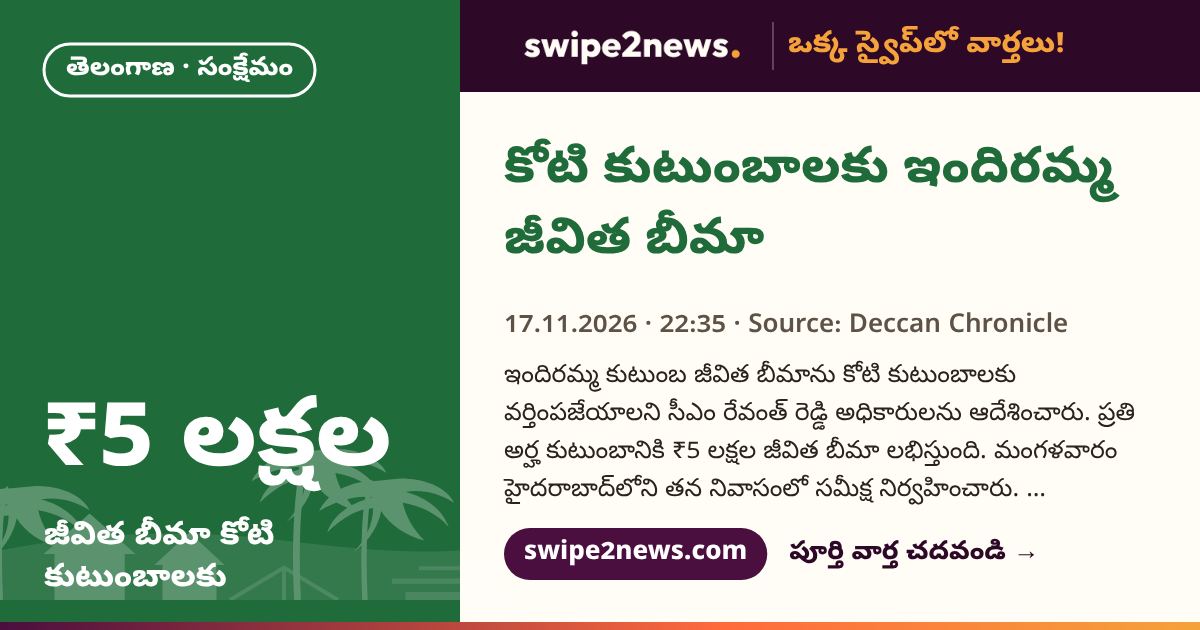 తెలంగాణ · సంక్షేమం
₹5 లక్షల
జీవిత బీమా కోటి
కుటుంబాలకు
swipe2news.
ఒక్క స్వైప్‌లో వార్తలు!
కోటి కుటుంబాలకు ఇందిరమ్మ
జీవిత బీమా
17.11.2026 · 22:35 · Source: Deccan Chronicle
ఇందిరమ్మ కుటుంబ జీవిత బీమాను కోటి కుటుంబాలకు
వర్తింపజేయాలని సీఎం రేవంత్ రెడ్డి అధికారులను ఆదేశించారు. ప్రతి
అర్హ కుటుంబానికి ₹5 లక్షల జీవిత బీమా లభిస్తుంది. మంగళవారం
హైదరాబాద్‌లోని తన నివాసంలో సమీక్ష నిర్వహించారు. ...
swipe2news.com
పూర్తి వార్త చదవండి →